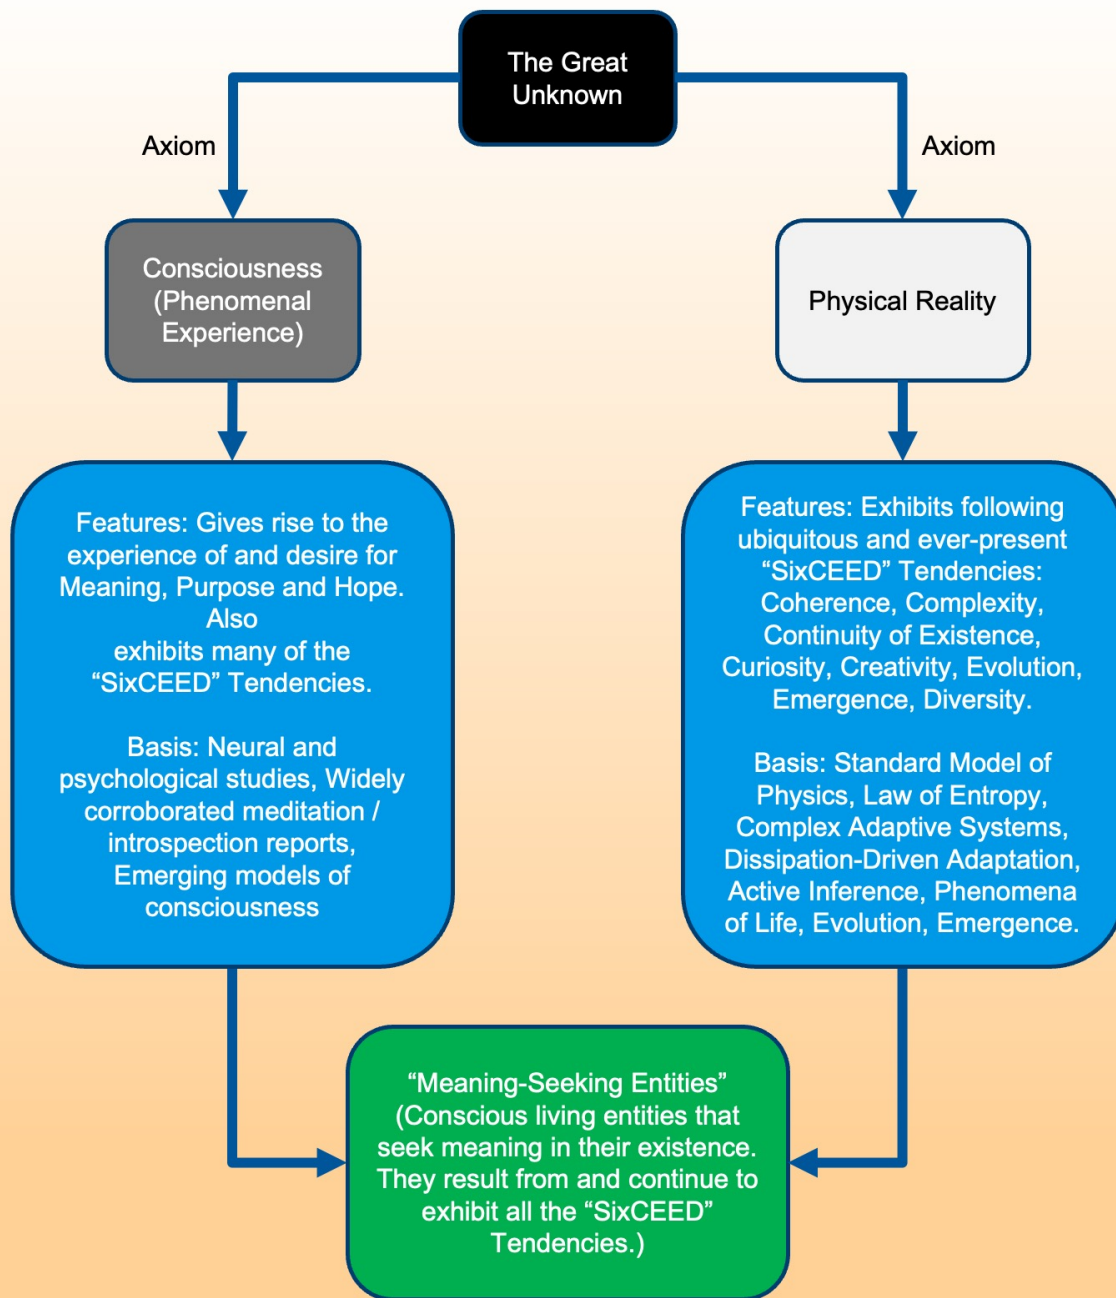 The Great
Unknown
Axiom
Axiom
Consciousness
(Phenomenal
Experience)
Physical Reality
Features: Gives rise to the
experience of and desire for
Meaning, Purpose and Hope.
Also
exhibits many of the
“SixCEED” Tendencies.
Basis: Neural and
psychological studies, Widely
corroborated meditation /
introspection reports,
Emerging models of
consciousness
Features: Exhibits following
ubiquitous and ever-present
“SixCEED” Tendencies:
Coherence, Complexity,
Continuity of Existence,
Curiosity, Creativity, Evolution,
Emergence, Diversity.
Basis: Standard Model of
Physics, Law of Entropy,
Complex Adaptive Systems,
Dissipation-Driven Adaptation,
Active Inference, Phenomena
of Life, Evolution, Emergence.
“Meaning-Seeking Entities”
(Conscious living entities that
seek meaning in their existence.
They result from and continue to
exhibit all the “SixCEED”
Tendencies.)